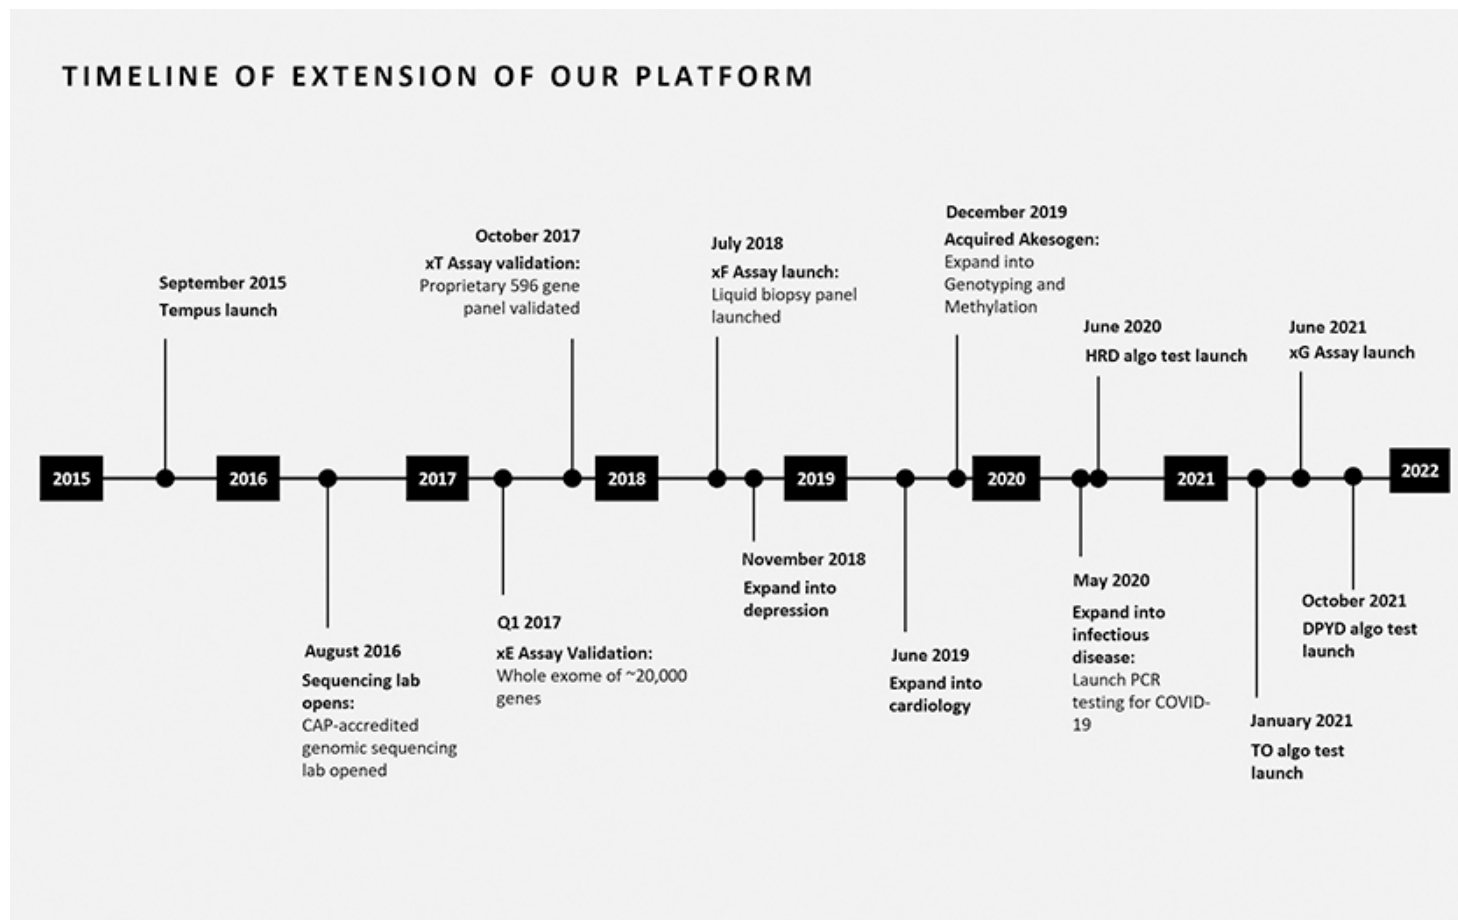 TIMELINE OF EXTENSION OF OUR PLATFORM
September 2015
Tempus launch
October 2017
xT Assay validation:
Proprietary 596 gene
panel validated
July 2018
xF Assay launch:
Liquid biopsy panel
launched
December 2019
Acquired Akesogen:
Expand into
Genotyping and
Methylation
June 2020
HRD algo test launch
June 2021
xG Assay launch
2015
2016
2017
2018
2019
2020
2021
2022
August 2016
Sequencing lab
opens:
CAP-accredited
genomic sequencing
lab opened
Q1 2017
xE Assay Validation:
Whole exome of ~20,000
genes
November 2018
Expand into
depression
June 2019
Expand into
cardiology
May 2020
Expand into
infectious
disease:
Launch PCR
testing for COVID-
19
January 2021
TO algo test
launch
October 2021
DPYD algo test
launch